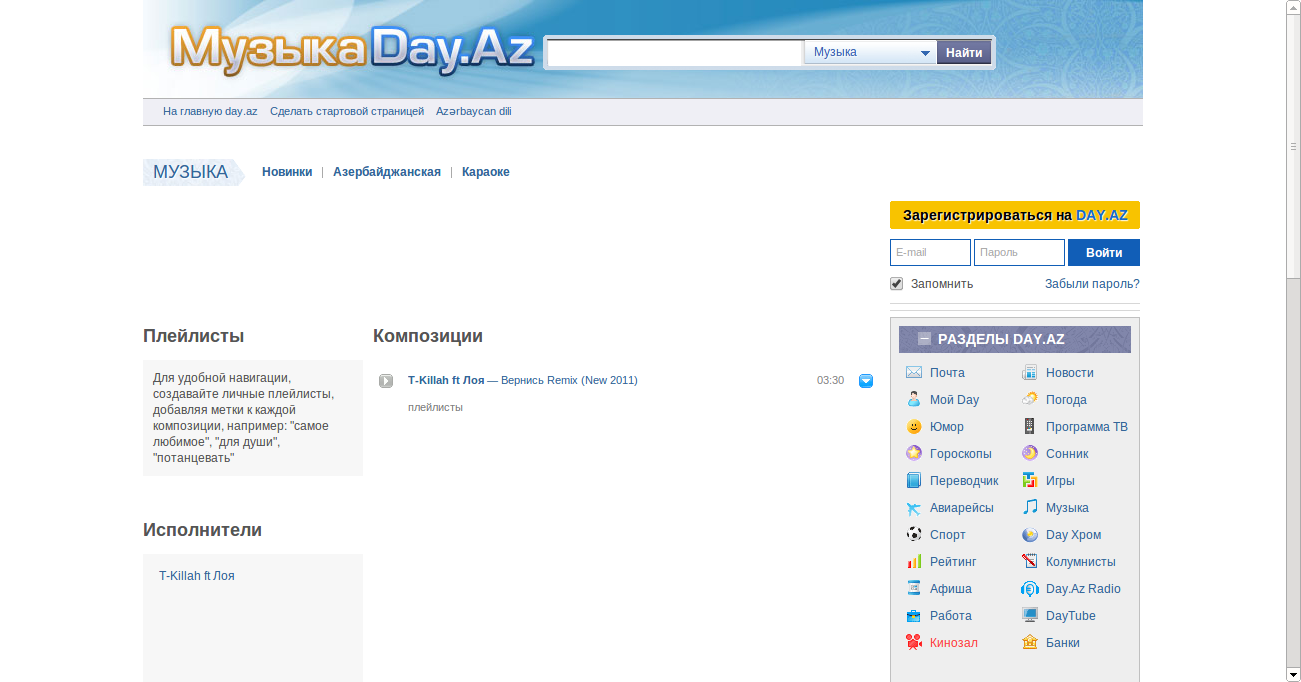 Музыка Day.Az
Музыка
Найти
На главную day.az Сделать стартовой страницей Azərbaycan dili
МУЗЫКА
Новинки | Азербайджанская | Караоке
Зарегистрироваться на DAY.AZ
E-mail Пароль Войти
Запомнить Забыли пароль?
Плейлисты
Для удобной навигации,
создавайте личные плейлисты,
добавляя метки к каждой
композиции, например: "самое
любимое", "для души",
"потанцевать"
Исполнители
T-Killah ft Лоя
Композиции
T-Killah ft Лоя — Вернись Remix (New 2011) 03:30
плейлисты
РАЗДЕЛЫ DAY.AZ
Почта Новости
Мой Day Погода
Юмор Программа ТВ
Гороскопы Сонник
Переводчик Игры
Авиарейсы Музыка
Спорт Day Хром
Рейтинг Колумнисты
Афиша Day.Az Radio
Работа DayTube
Кинозал Банки